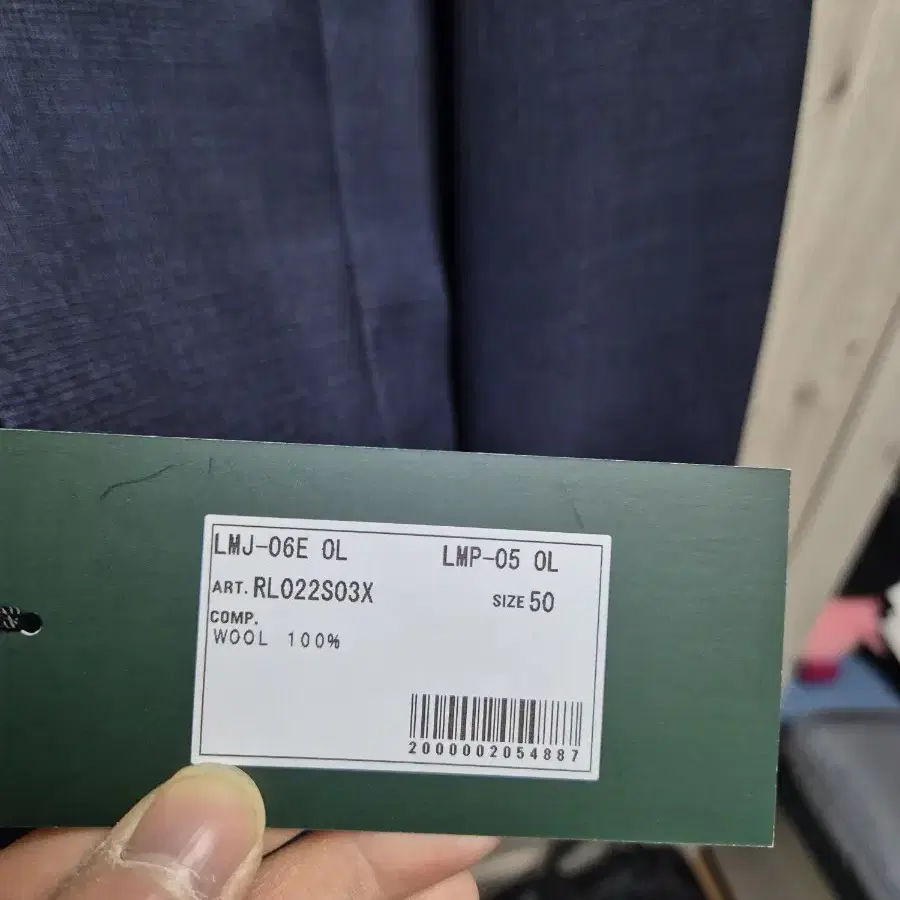 LMJ-06E OL LMP-05 OL
ART. RL022S03X SIZE 50
COMP.
WOOL 100%
2000002054887